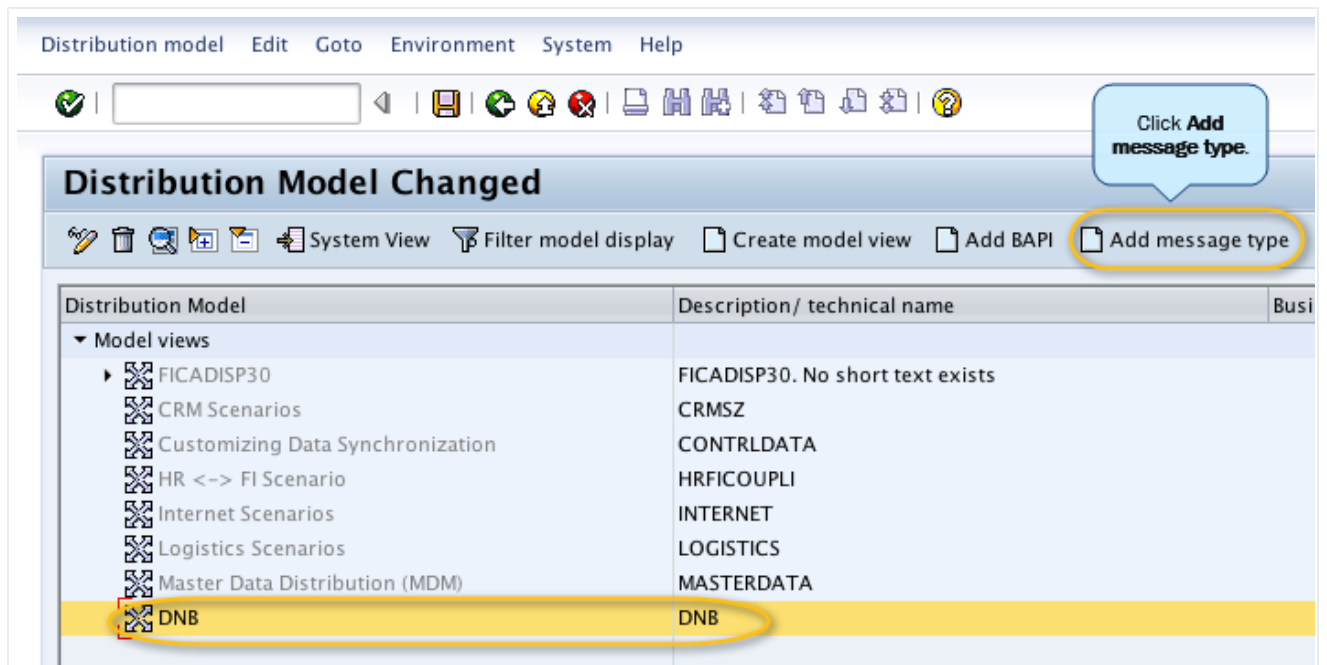 Distribution model Edit Goto Environment System Help
Click Add
message type.
Distribution Model Changed
System View Filter model display Create model view Add BAPI Add message type
Distribution Model Description/ technical name Busi
Model views
FICADISP30 FICADISP30. No short text exists
CRM Scenarios CRMSZ
Customizing Data Synchronization CONTRLDATA
HR <-> FI Scenario HRFICOUPLI
Internet Scenarios INTERNET
Logistics Scenarios LOGISTICS
Master Data Distribution (MDM) MASTERDATA
DNB DNB